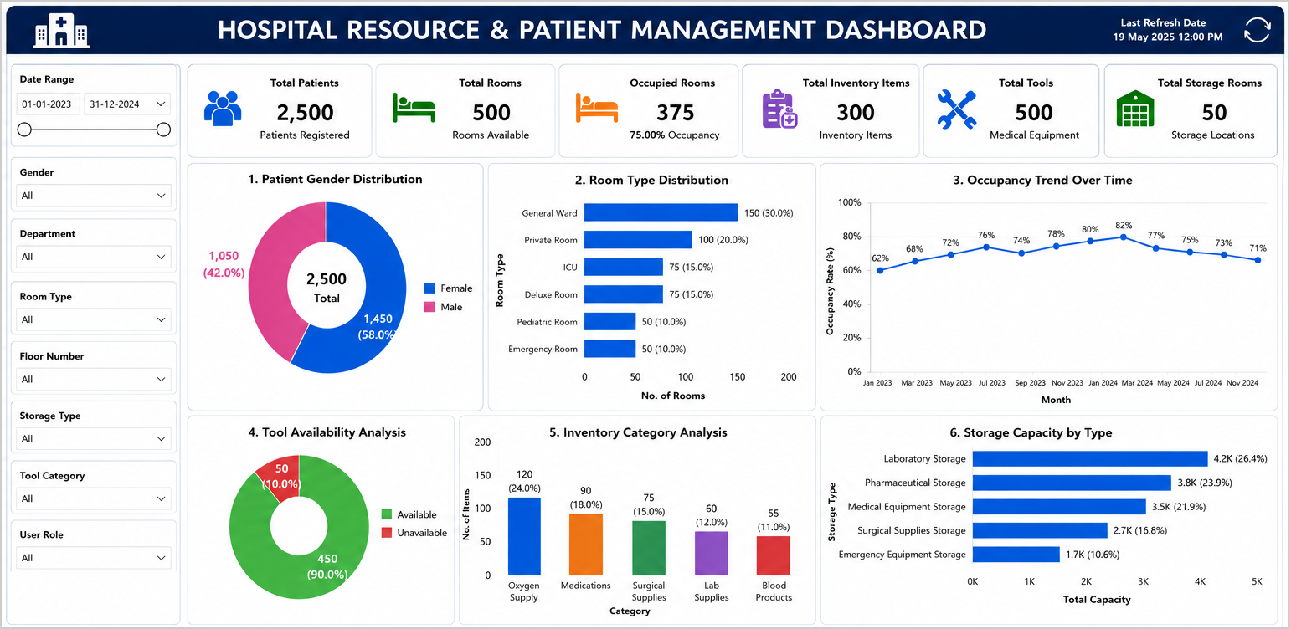 HOSPITAL RESOURCE & PATIENT MANAGEMENT DASHBOARD
Last Refresh Date
19 May 2025 12:00 PM
Date Range
01-01-2023
31-12-2024
Gender
All
Department
All
Room Type
All
Floor Number
All
Storage Type
All
Tool Category
All
User Role
All
Total Patients
2,500
Patients Registered
Total Rooms
500
Rooms Available
Occupied Rooms
375
75.00% Occupancy
Total Inventory Items
300
Inventory Items
Total Tools
500
Medical Equipment
Total Storage Rooms
50
Storage Locations
1. Patient Gender Distribution
1,050
(42.0%)
2,500
Total
1,450
(58.0%)
Female
Male
2. Room Type Distribution
Room Type
General Ward
150 (30.0%)
Private Room
100 (20.0%)
ICU
75 (15.0%)
Deluxe Room
75 (15.0%)
Pediatric Room
50 (10.0%)
Emergency Room
50 (10.0%)
0
50
100
150
200
No. of Rooms
3. Occupancy Trend Over Time
Occupancy Rate (%)
100%
80%
60%
40%
20%
0%
62%
68%
72%
76%
74%
78%
80%
82%
77%
75%
73%
71%
Jan 2023
Mar 2023
May 2023
Jul 2023
Sep 2023
Nov 2023
Jan 2024
Mar 2024
May 2024
Jul 2024
Nov 2024
Month
4. Tool Availability Analysis
50
(10.0%)
450
(90.0%)
Available
Unavailable
5. Inventory Category Analysis
No. of Items
200
150
100
50
0
120
(24.0%)
90
(18.0%)
75
(15.0%)
60
(12.0%)
55
(11.0%)
Oxygen
Supply
Medications
Surgical
Supplies
Lab
Supplies
Blood
Products
Category
6. Storage Capacity by Type
Storage Type
Laboratory Storage
4.2K (26.4%)
Pharmaceutical Storage
3.8K (23.9%)
Medical Equipment Storage
3.5K (21.9%)
Surgical Supplies Storage
2.7K (16.8%)
Emergency Equipment Storage
1.7K (10.6%)
0K
1K
2K
3K
4K
5K
Total Capacity